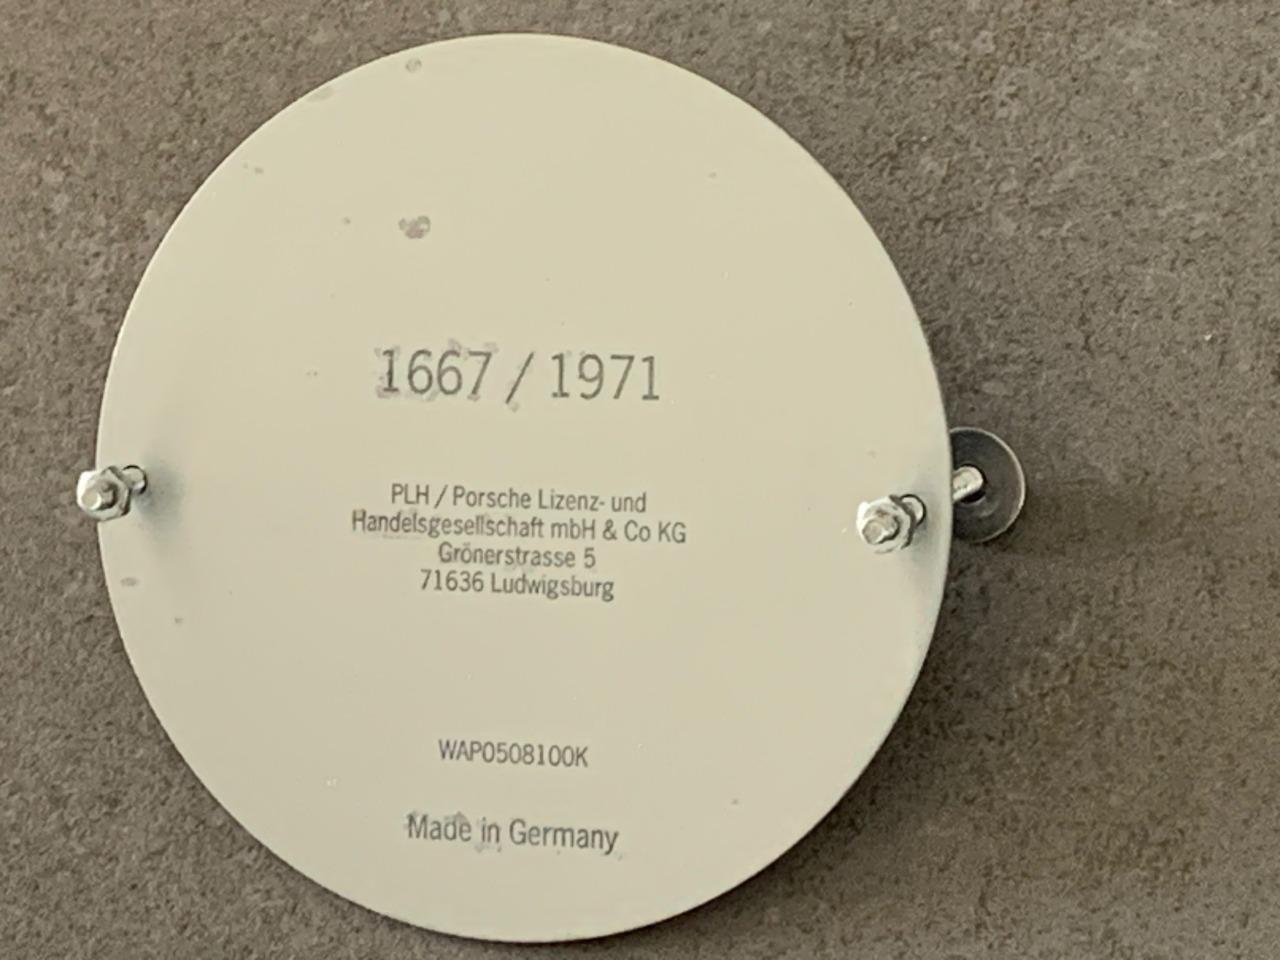 1667 / 1971
PLH / Porsche Lizenz- und
Handelsgesellschaft mbH & Co KG
Grönerstrasse 5
71636 Ludwigsburg
WAP0508100K
Made in Germany